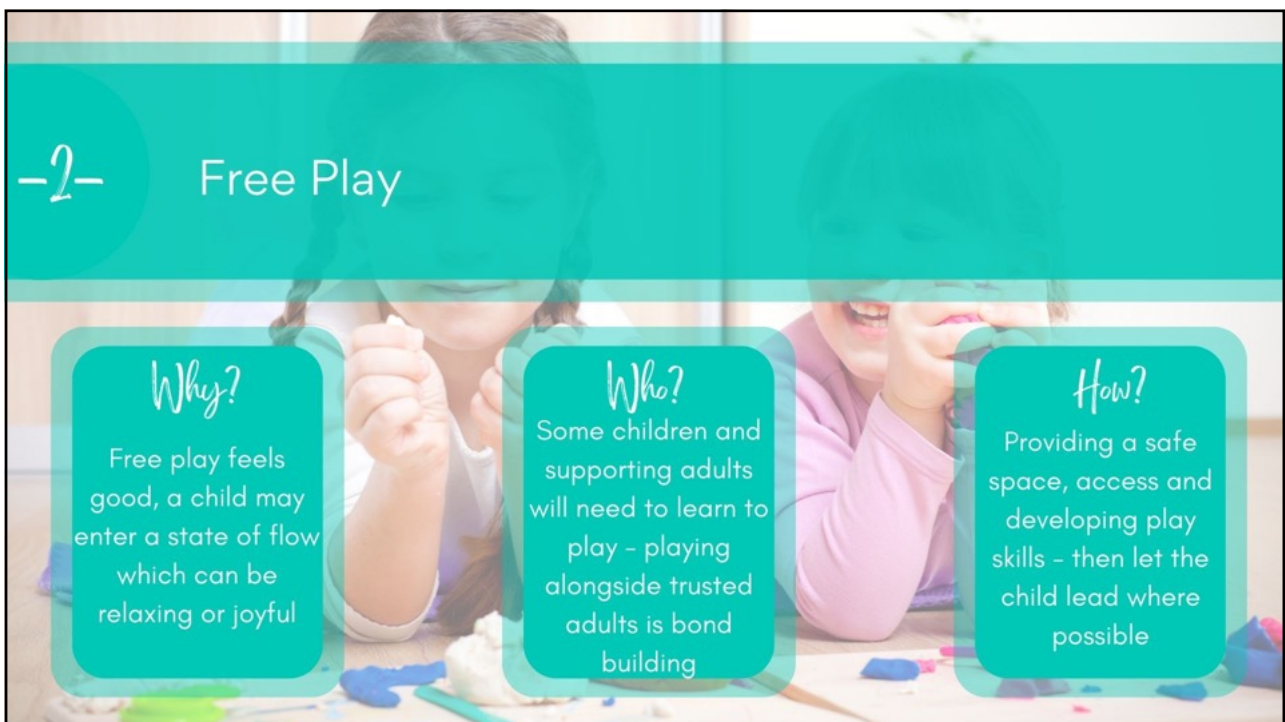 -2-
Free Play
Why?
Free play feels
good, a child may
enter a state of flow
which can be
relaxing or joyful
Who?
Some children and
supporting adults
will need to learn to
play - playing
alongside trusted
adults is bond
building
How?
Providing a safe
space, access and
developing play
skills - then let the
child lead where
possible